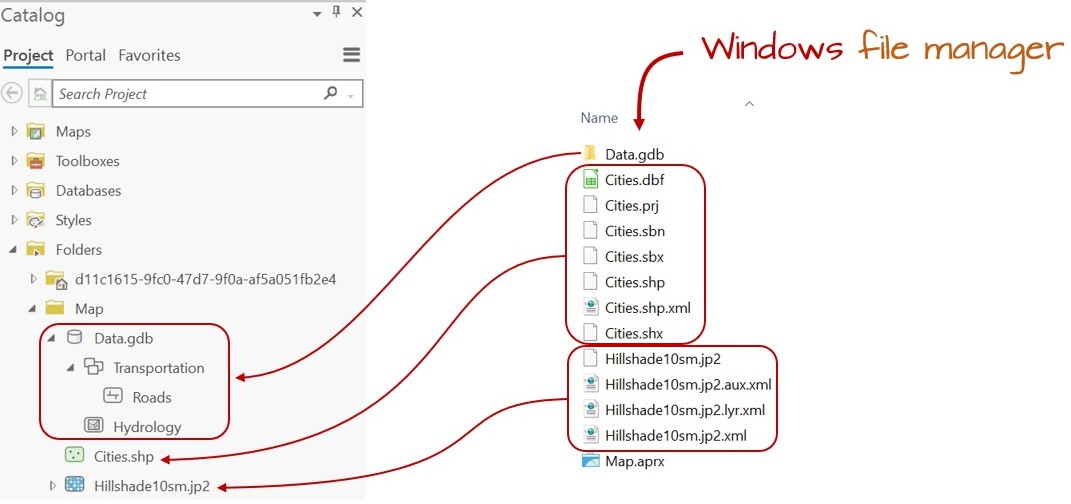 Catalog
Project Portal Favorites
Search Project
Maps
Toolboxes
Databases
Styles
Folders
d11c1615-9fc0-47d7-9f0a-af5a051fb2e4
Map
Data.gdb
Transportation
Roads
Hydrology
Cities.shp
Hillshade10sm.jp2
Windows file manager
Name
Data.gdb
Cities.dbf
Cities.prj
Cities.sbn
Cities.sbx
Cities.shp
Cities.shp.xml
Cities.shx
Hillshade10sm.jp2
Hillshade10sm.jp2.aux.xml
Hillshade10sm.jp2.lyr.xml
Hillshade10sm.jp2.xml
Map.aprx